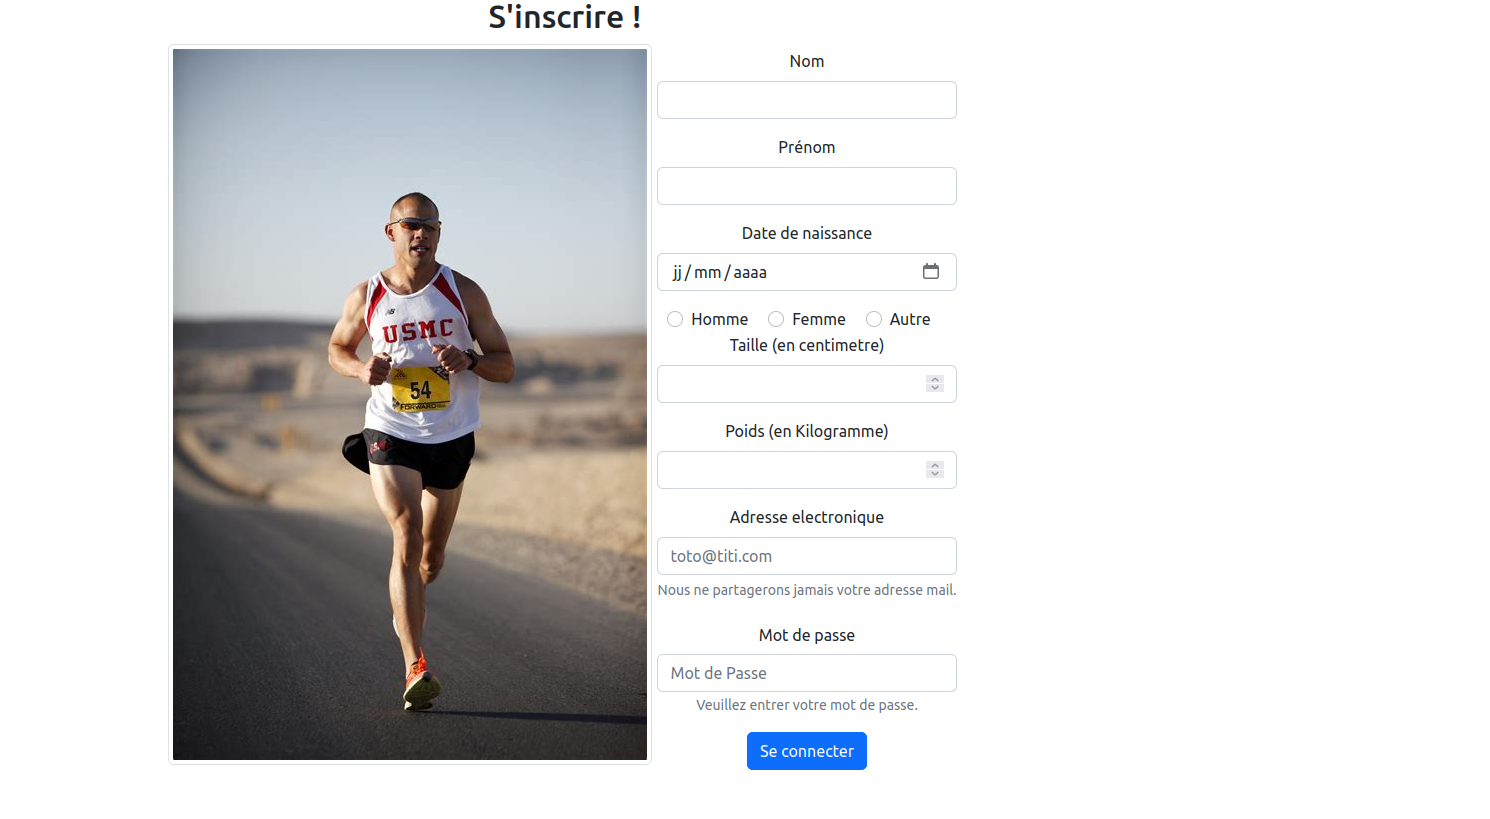 S'inscrire !
USMC
54
FORWARD
Nom
Prénom
Date de naissance
jj/mm/aaaa
Homme Femme Autre
Taille (en centimetre)
Poids (en Kilogramme)
Adresse electronique
toto@titi.com
Nous ne partagerons jamais votre adresse mail.
Mot de passe
Mot de Passe
Veuillez entrer votre mot de passe.
Se connecter